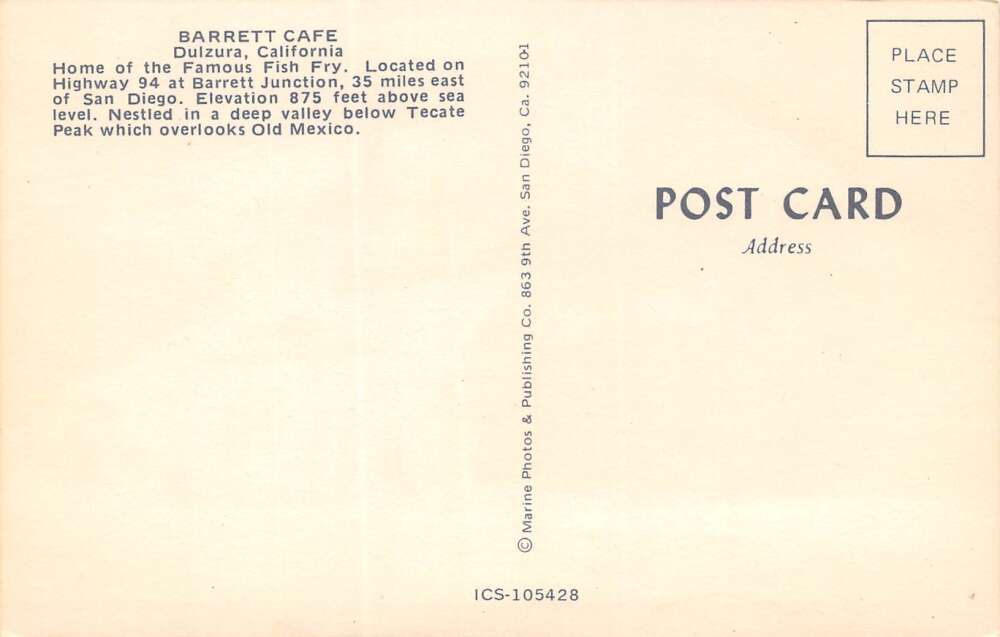 BARRETT CAFE
Dulzura, California
Home of the Famous Fish Fry. Located on
Highway 94 at Barrett Junction, 35 miles east
of San Diego. Elevation 875 feet above sea
level. Nestled in a deep valley below Tecate
Peak which overlooks Old Mexico.
© Marine Photos & Publishing Co. 863 9th Ave. San Diego, Ca. 92101
PLACE
STAMP
HERE
POST CARD
Address
ICS-105428